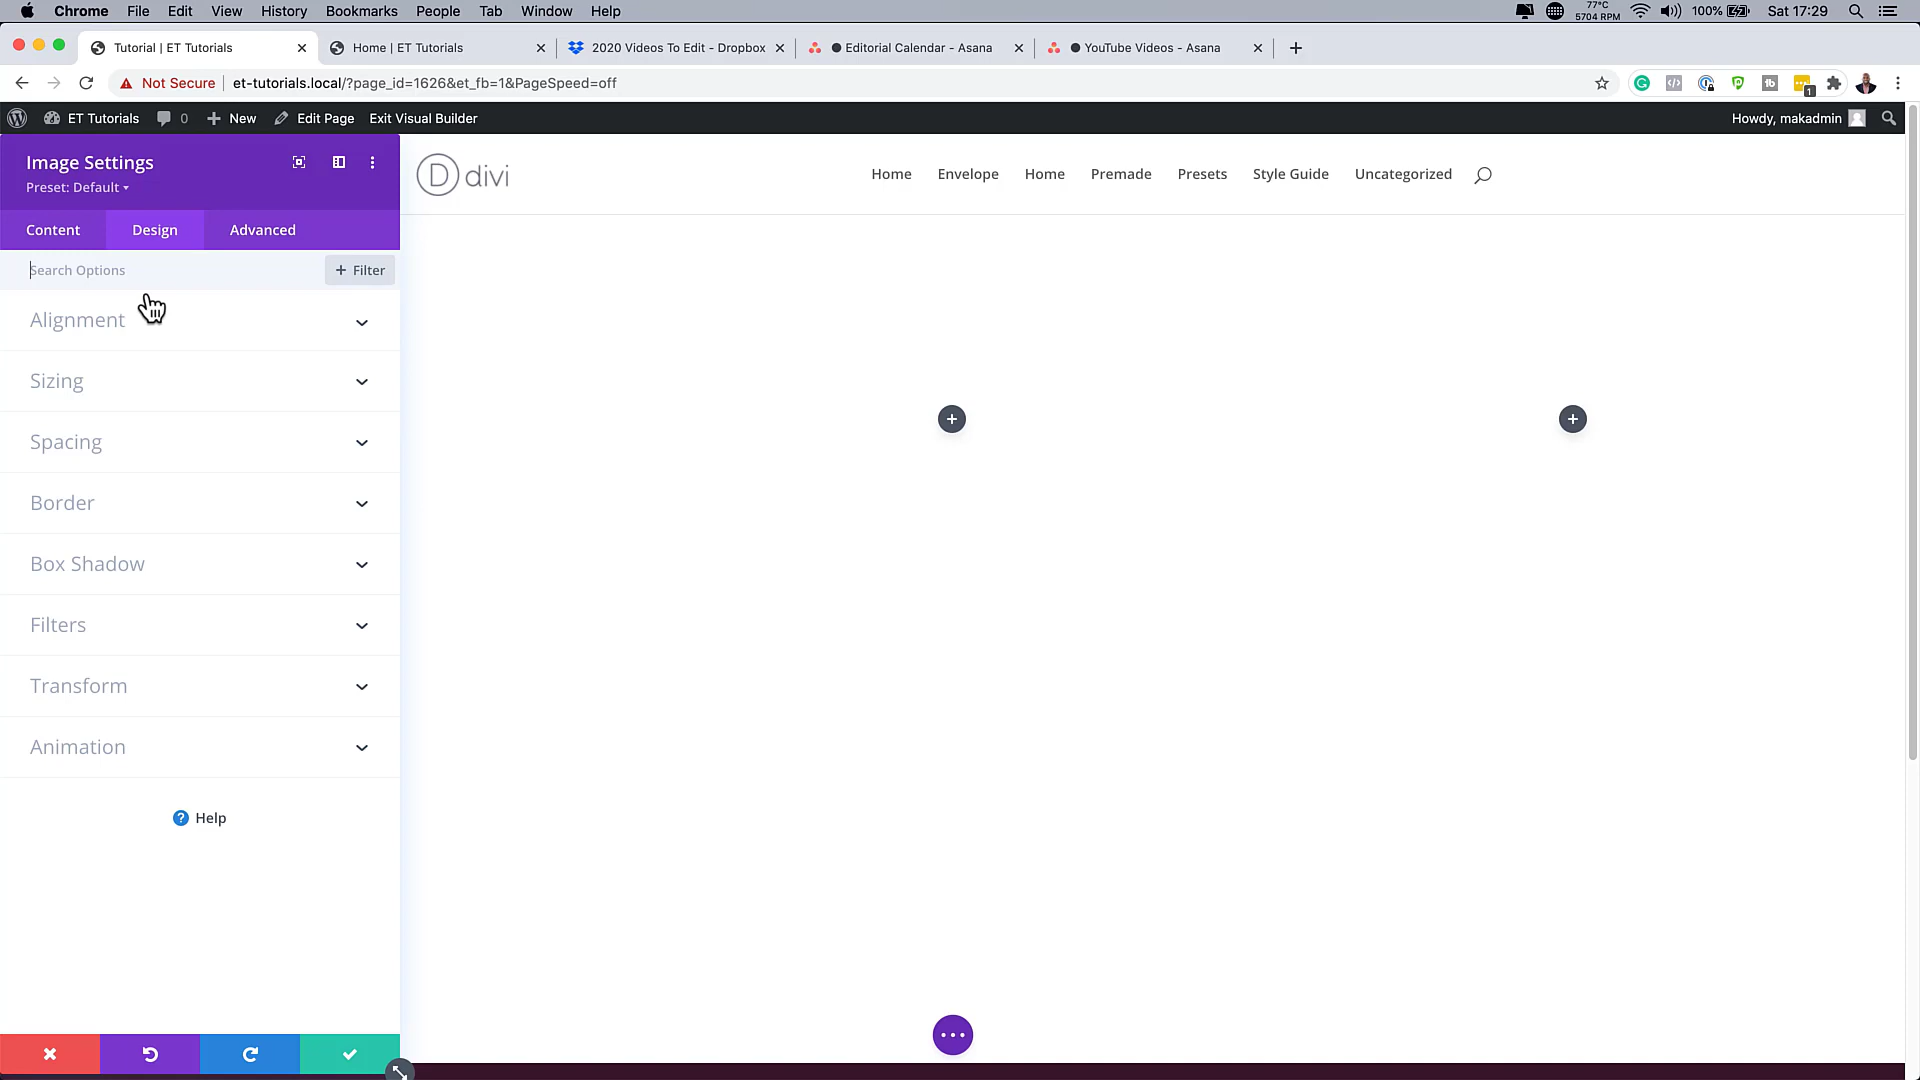 Chrome File Edit View History Bookmarks People Tab Window Help 77°C 5704 RPM 100% Sat 17:29
Tutorial | ET Tutorials Home | ET Tutorials 2020 Videos To Edit - Dropbox Editorial Calendar - Asana YouTube Videos - Asana
Not Secure et-tutorials.local/?page_id=1626&et_fb=1&PageSpeed=off 1
ET Tutorials 0 New Edit Page Exit Visual Builder Howdy, makadmin
Image Settings
Preset: Default
D divi Home Envelope Home Premade Presets Style Guide Uncategorized
Content Design Advanced
Search Options + Filter
Alignment
Sizing
Spacing
Border
Box Shadow
Filters
Transform
Animation
? Help